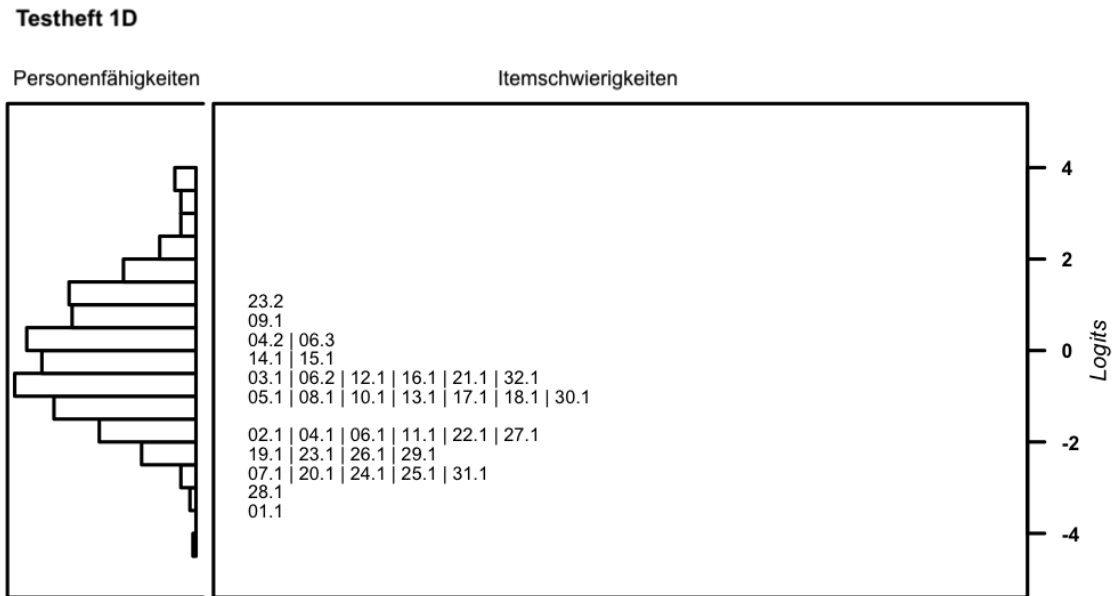 Testheft 1D
Personenfähigkeiten
Itemschwierigkeiten
4
2
23.2
09.1
04.2 | 06.3
0
14.1 | 15.1
03.1 | 06.2 | 12.1 | 16.1 | 21.1 | 32.1
05.1 | 08.1 | 10.1 | 13.1 | 17.1 | 18.1 | 30.1
02.1 | 04.1 | 06.1 | 11.1 | 22.1 | 27.1
-2
19.1 | 23.1 | 26.1 | 29.1
07.1 | 20.1 | 24.1 | 25.1 | 31.1
28.1
01.1
-4
Logits